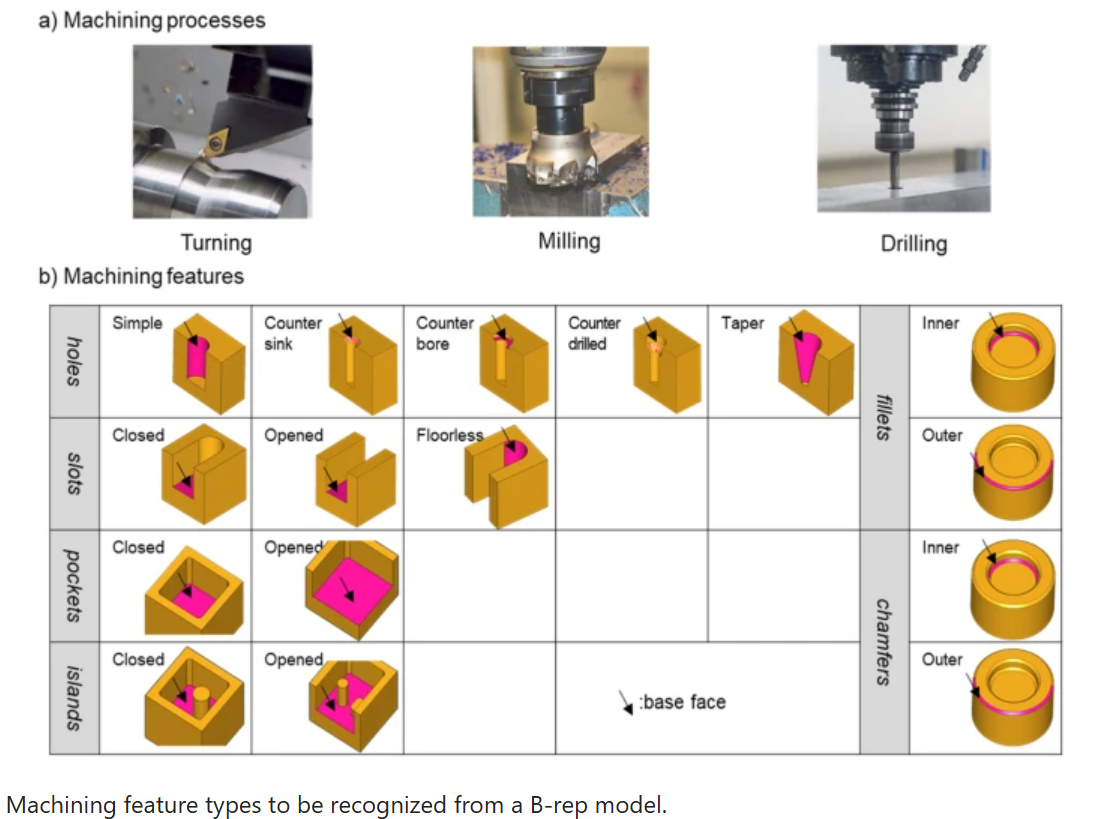 a) Machining processes
Turning
Milling
Drilling
b) Machining features
holes
Simple
Counter
sink
Counter
bore
Counter
drilled
Taper
fillets
Inner
slots
Closed
Opened
Floorless
Outer
pockets
Closed
Opened
chamfers
Inner
islands
Closed
Opened
:base face
Outer
Machining feature types to be recognized from a B-rep model.